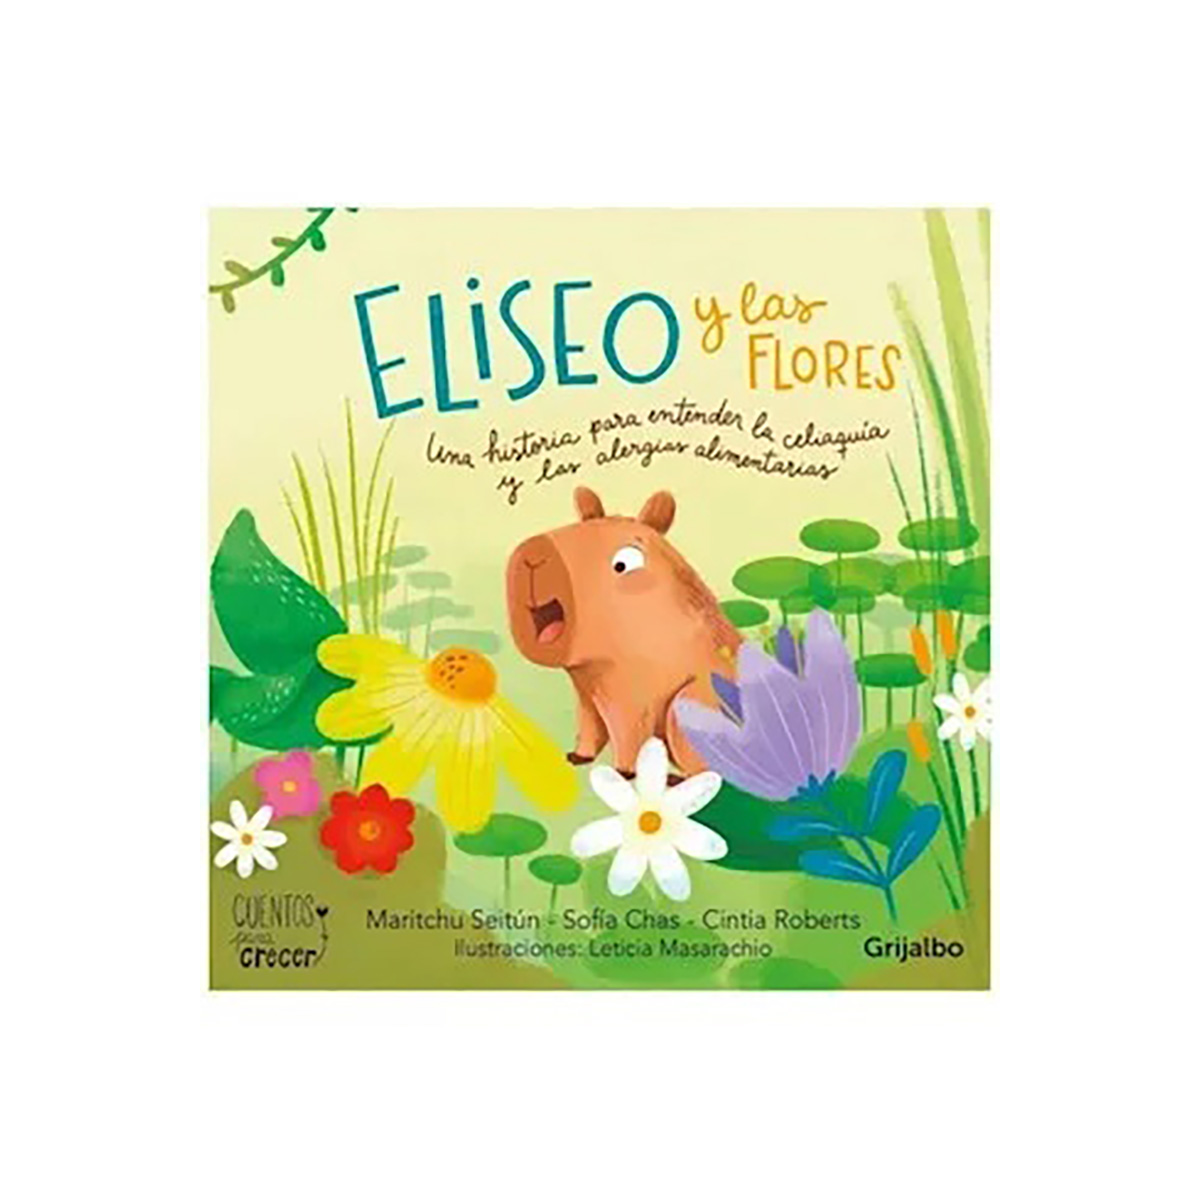 ELISEO y las
FLORES
Una historia para entender la celiaquía
y las alergias alimentarias
CUENTOS
para
crecer
Maritchu Seitún - Sofía Chas - Cintia Roberts
Ilustraciones: Leticia Masarachio
Grijalbo